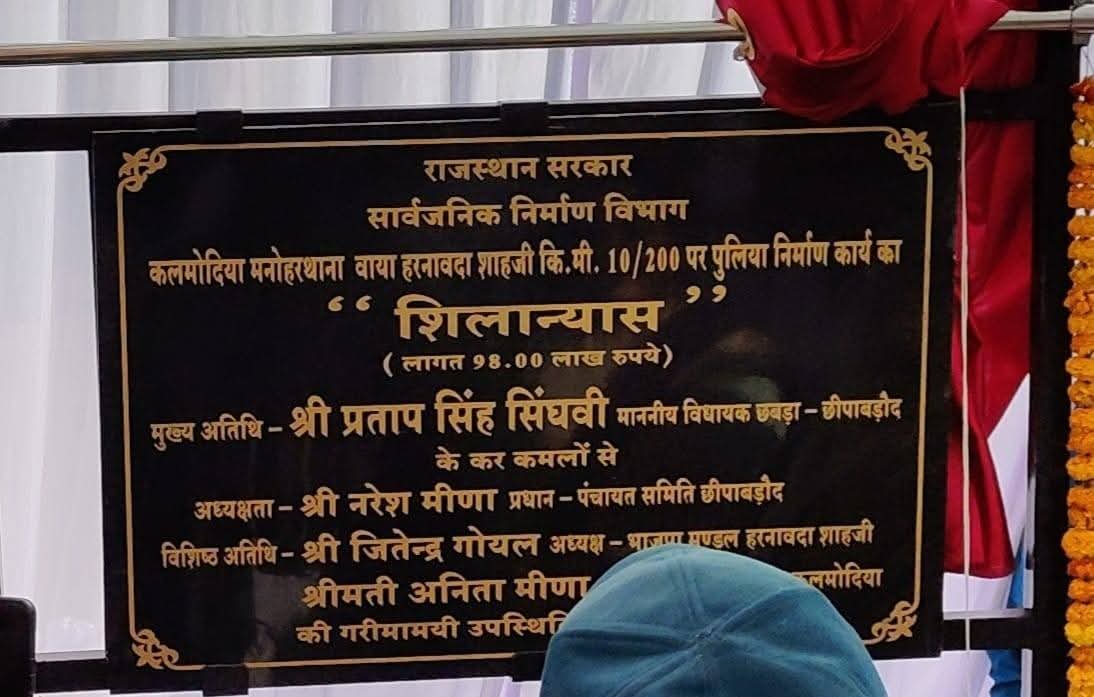 राजस्थान सरकार
सार्वजनिक निर्माण विभाग
कलमोदिया मनोहरथाना वाया हरनावदा शाहजी कि.मी. 10/200 पर पुलिया निर्माण कार्य का
“ शिलान्यास ”
( लागत 98.00 लाख रुपये)
मुख्य अतिथि – श्री प्रताप सिंह सिंघवी माननीय विधायक छबड़ा – छीपाबड़ौद
के कर कमलों से
अध्यक्षता – श्री नरेश मीणा प्रधान – पंचायत समिति छीपाबड़ौद
विशिष्ठ अतिथि – श्री जितेन्द्र गोयल अध्यक्ष – भाजपा मण्डल हरनावदा शाहजी
श्रीमती अनिता मीणा कलमोदिया
की गरीमामयी